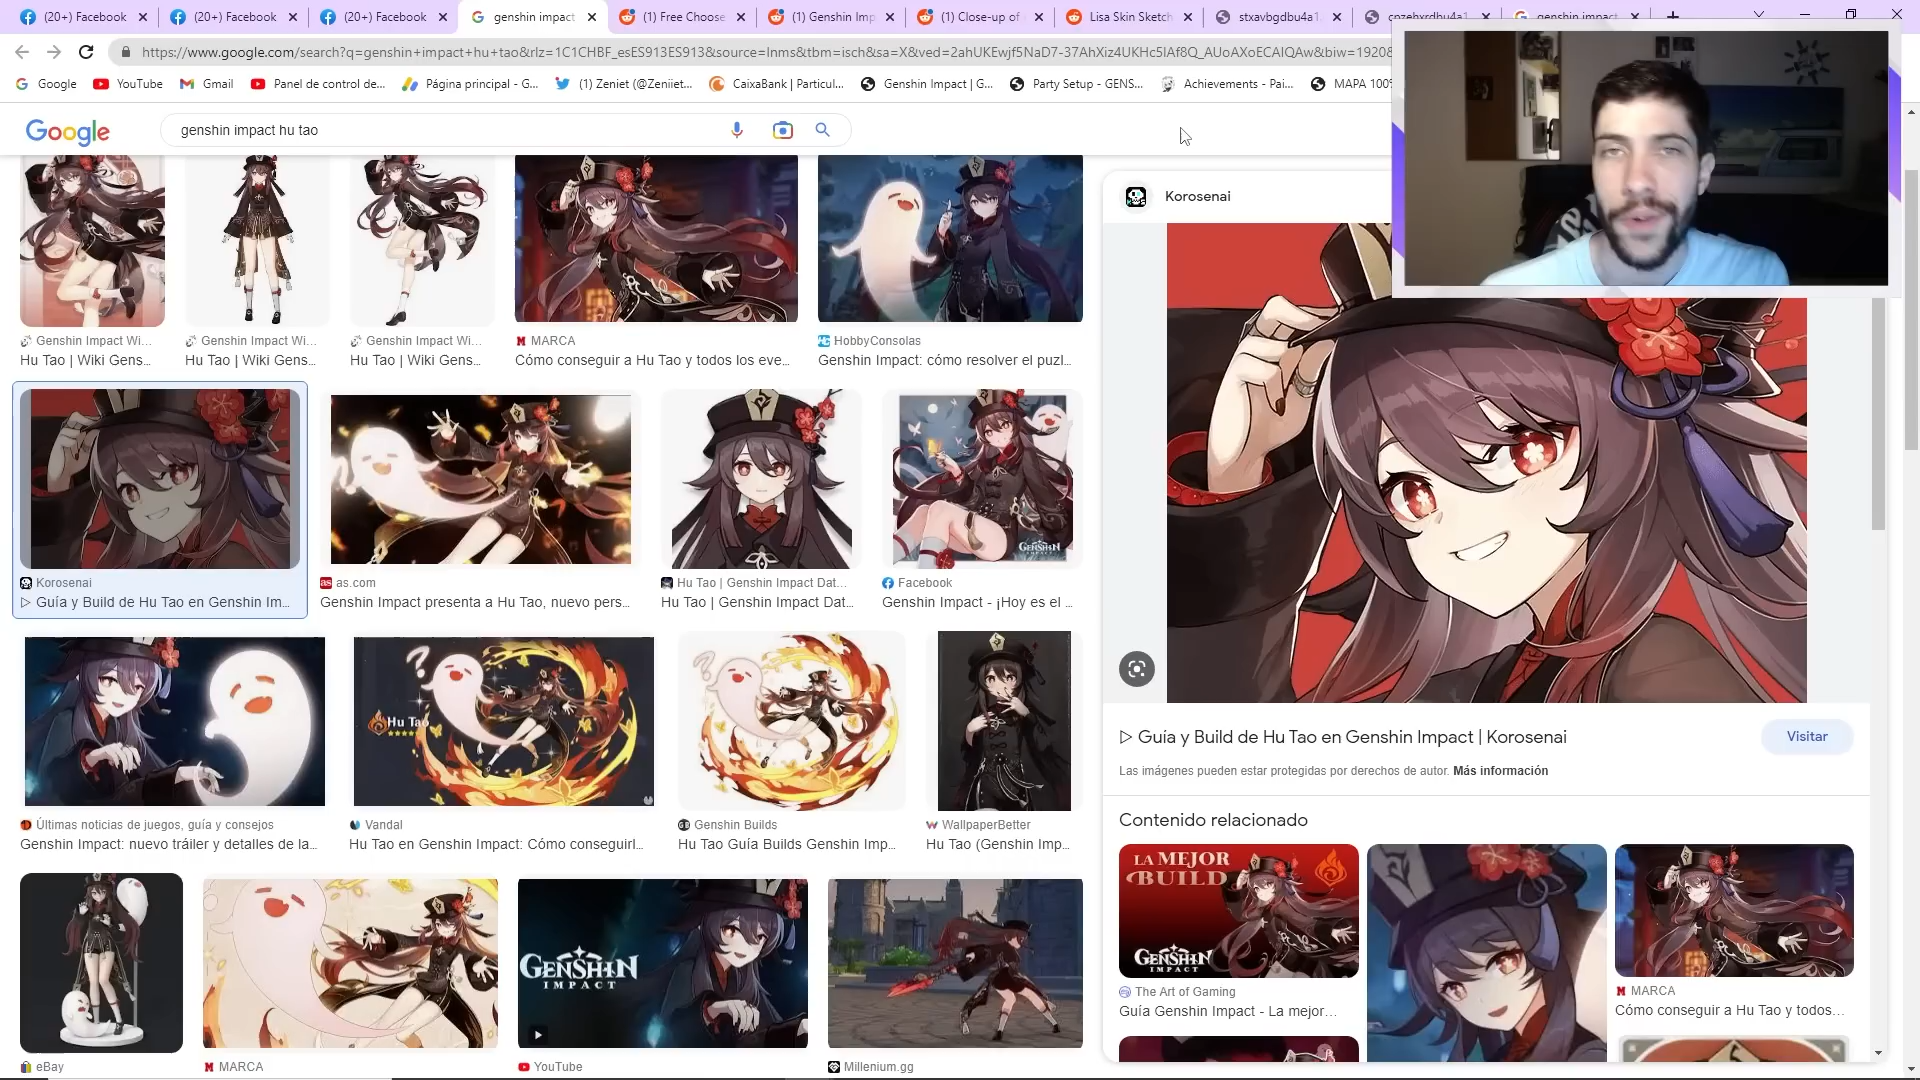 (20+) Facebook
(20+) Facebook
(20+) Facebook
genshin impact
(1) Free Choose
(1) Genshin Imp
(1) Close-up of
Lisa Skin Sketch
stxavbgdbu4a1
genshin impact
https://www.google.com/search?q=genshin+impact+hu+tao&rlz=1C1CHBF_esES913ES913&source=lnms&tbm=isch&sa=X&ved=2ahUKEwjf5NaD7-37AhXiz4UKHc5IAf8Q_AUoAXoECAIQAw&biw=1920&
Google
YouTube
Gmail
Panel de control de...
Página principal - G...
(1) Zeniet (@Zeniiet...
CaixaBank | Particul...
Genshin Impact | G...
Party Setup - GENS...
Achievements - Pai...
MAPA 100%
Google
genshin impact hu tao
Korosenai
Genshin Impact Wi...
Hu Tao | Wiki Gens...
Genshin Impact Wi...
Hu Tao | Wiki Gens...
Genshin Impact Wi...
Hu Tao | Wiki Gens...
MARCA
Cómo conseguir a Hu Tao y todos los eve...
HobbyConsolas
Genshin Impact: cómo resolver el puzl...
GENSHIN IMPACT
Korosenai
▷ Guía y Build de Hu Tao en Genshin Im...
as.com
Genshin Impact presenta a Hu Tao, nuevo pers...
Hu Tao | Genshin Impact Dat...
Hu Tao | Genshin Impact Dat...
Facebook
Genshin Impact - ¡Hoy es el ...
Hu Tao
Últimas noticias de juegos, guía y consejos
Genshin Impact: nuevo tráiler y detalles de la...
Vandal
Hu Tao en Genshin Impact: Cómo conseguirl...
Genshin Builds
Hu Tao Guía Builds Genshin Imp...
WallpaperBetter
Hu Tao (Genshin Imp...
GENSHIN
IMPACT
eBay
MARCA
YouTube
Millenium.gg
▷ Guía y Build de Hu Tao en Genshin Impact | Korosenai
Visitar
Las imágenes pueden estar protegidas por derechos de autor. Más información
Contenido relacionado
LA MEJOR
BUILD
GENSHIN
IMPACT
The Art of Gaming
Guía Genshin Impact - La mejor...
MARCA
Cómo conseguir a Hu Tao y todos...